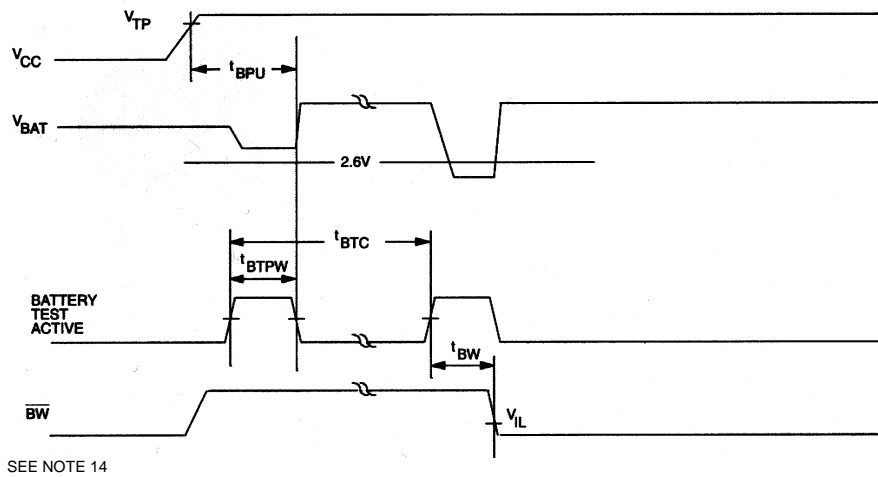 VTP
VCC
tBPU
VBAT
2.6V
tBTC
tBTPW
BATTERY
TEST
ACTIVE
tBW
BW
VIL
SEE NOTE 14